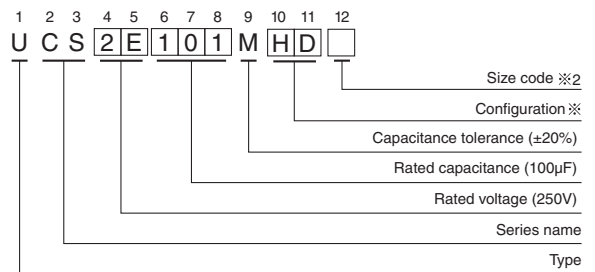 1 2 3 4 5 6 7 8 9 10 11 12
U C S 2 E 1 0 1 M H D
Size code ※2
Configuration※
Capacitance tolerance (±20%)
Rated capacitance (100µF)
Rated voltage (250V)
Series name
Type